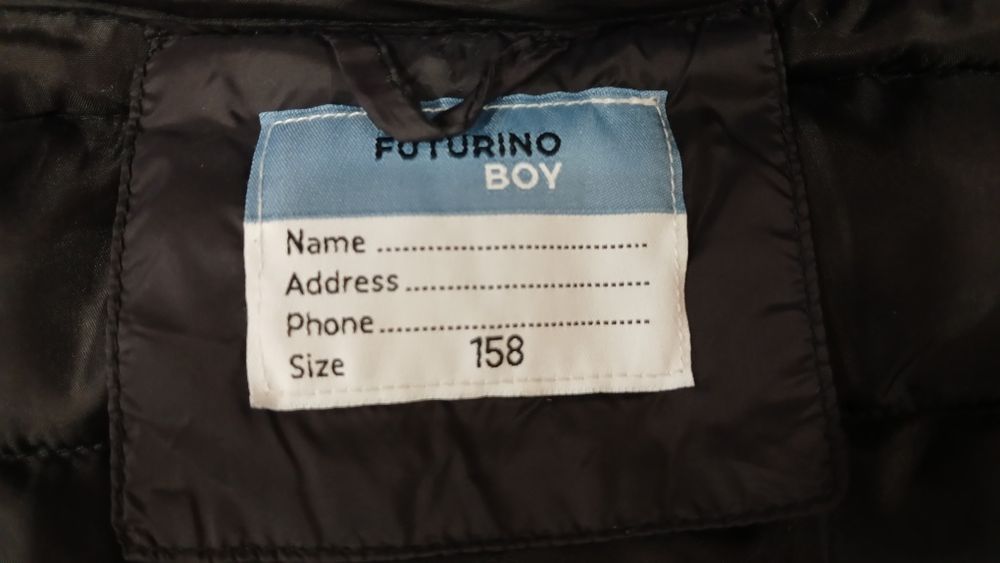 FUTURINO
BOY
Name ........................................
Address ....................................
Phone ........................................
Size 158